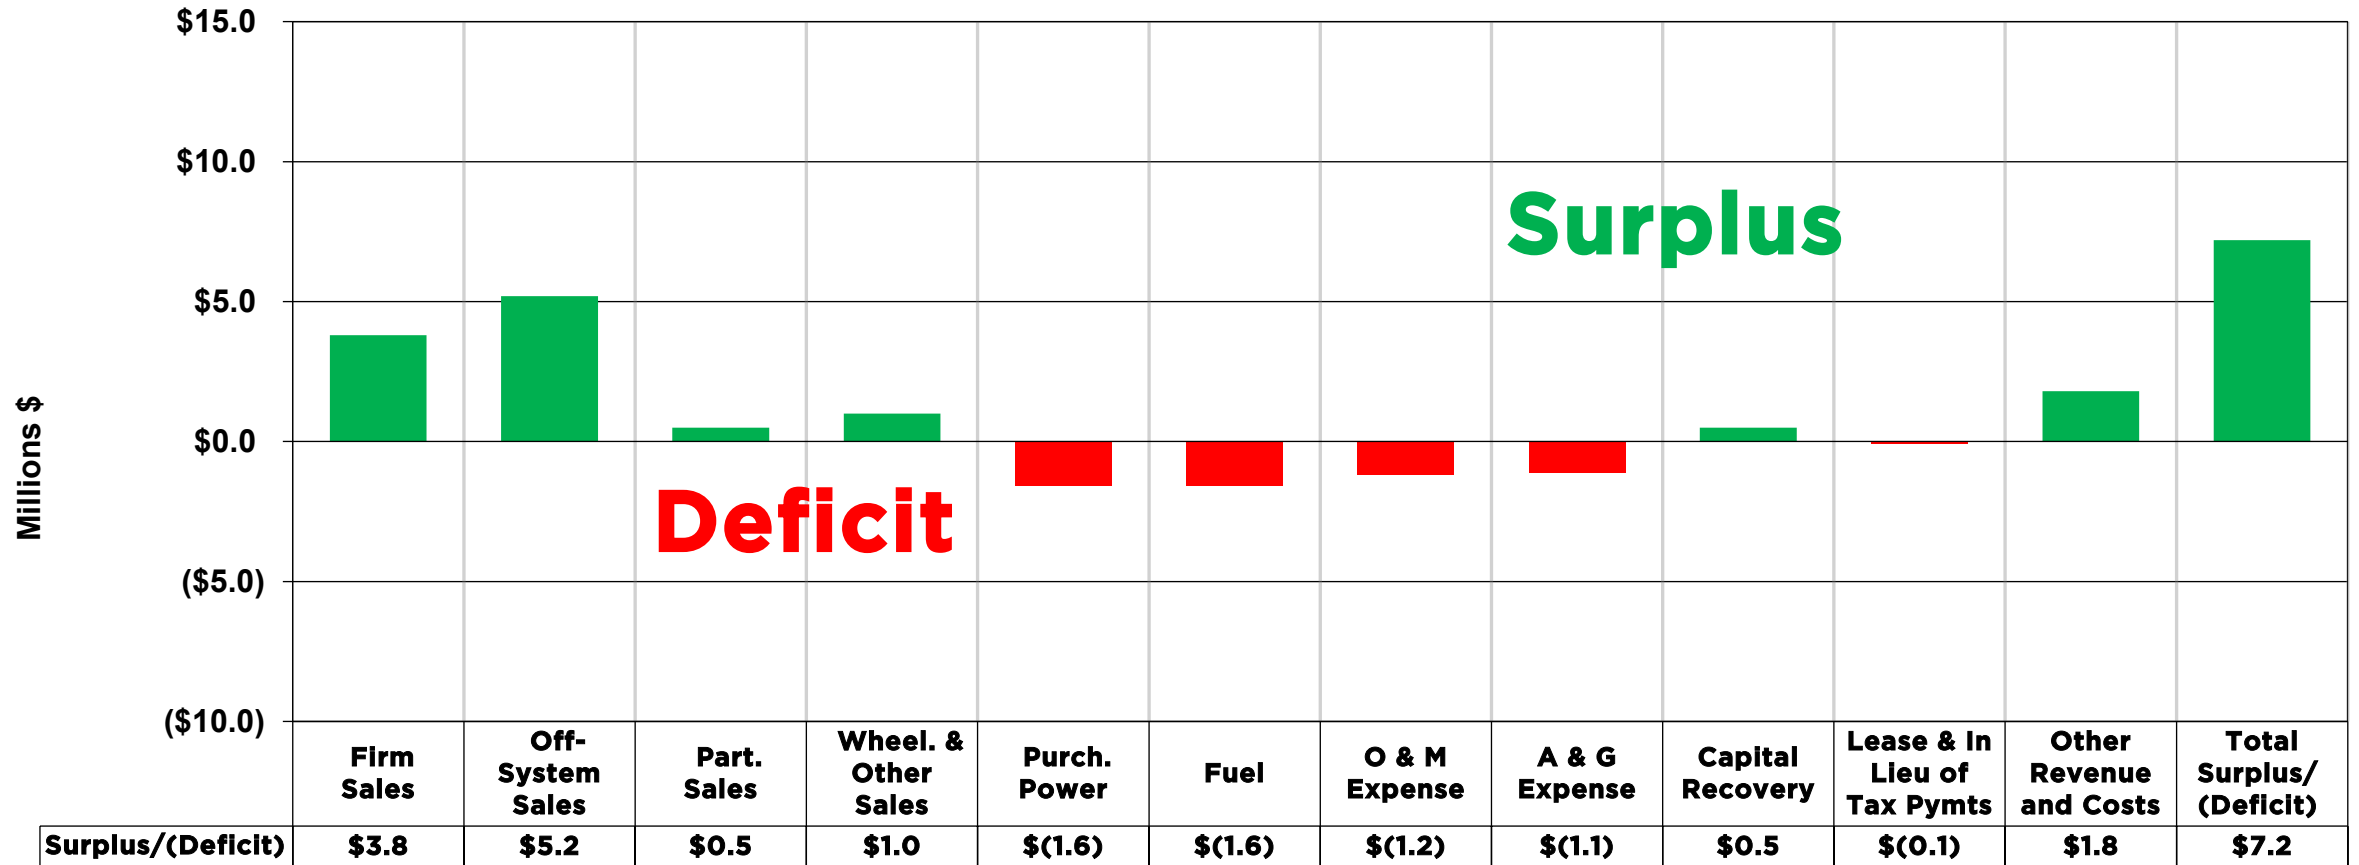 $15.0
$10.0
$5.0
$0.0
($5.0)
($10.0)
Millions $
Surplus
Deficit
Firm
Sales
Off-
System
Sales
Part.
Sales
Wheel. &
Other
Sales
Purch.
Power
Fuel
O & M
Expense
A & G
Expense
Capital
Recovery
Lease & In
Lieu of
Tax Pymts
Other
Revenue
and Costs
Total
Surplus/
(Deficit)
Surplus/(Deficit) $3.8 $5.2 $0.5 $1.0 $(1.6) $(1.6) $(1.2) $(1.1) $0.5 $(0.1) $1.8 $7.2